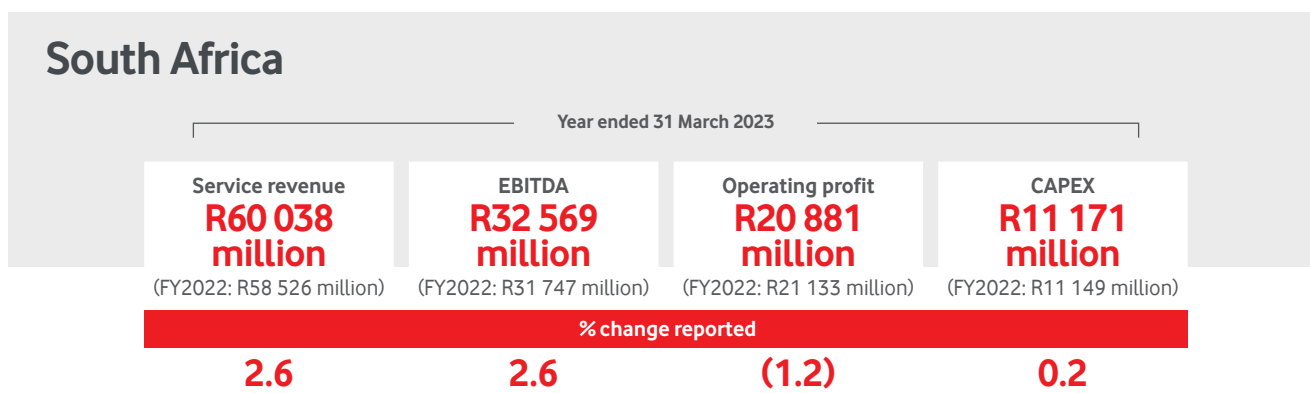 South Africa
Year ended 31 March 2023
Service revenue
R60 038
million
(FY2022: R58 526 million)
EBITDA
R32 569
million
(FY2022: R31 747 million)
Operating profit
R20 881
million
(FY2022: R21 133 million)
CAPEX
R11 171
million
(FY2022: R11 149 million)
% change reported
2.6
2.6
(1.2)
0.2